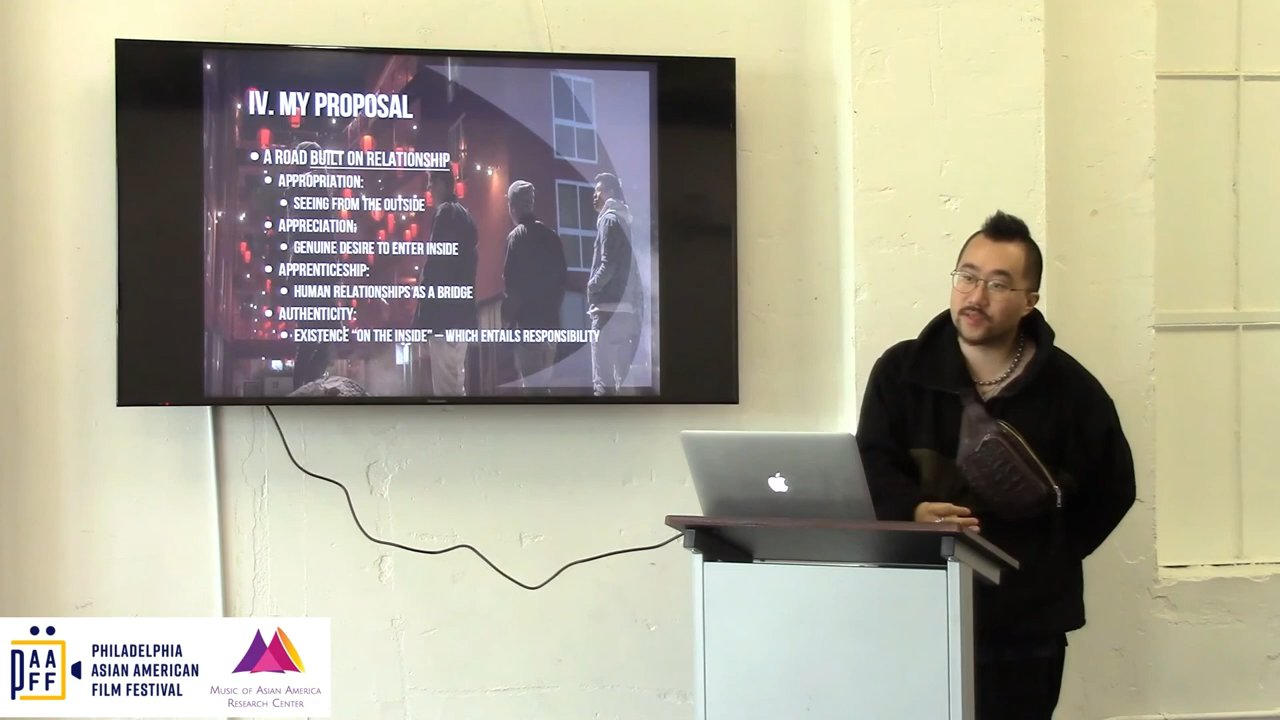 IV. MY PROPOSAL
• A ROAD BUILT ON RELATIONSHIP
• APPROPRIATION:
• SEEING FROM THE OUTSIDE
• APPRECIATION:
• GENUINE DESIRE TO ENTER INSIDE
• APPRENTICESHIP:
• HUMAN RELATIONSHIPS AS A BRIDGE
• AUTHENTICITY:
• EXISTENCE “ON THE INSIDE” – WHICH ENTAILS RESPONSIBILITY
PAAFF
PHILADELPHIA
ASIAN AMERICAN
FILM FESTIVAL
MUSIC OF ASIAN AMERICA
RESEARCH CENTER